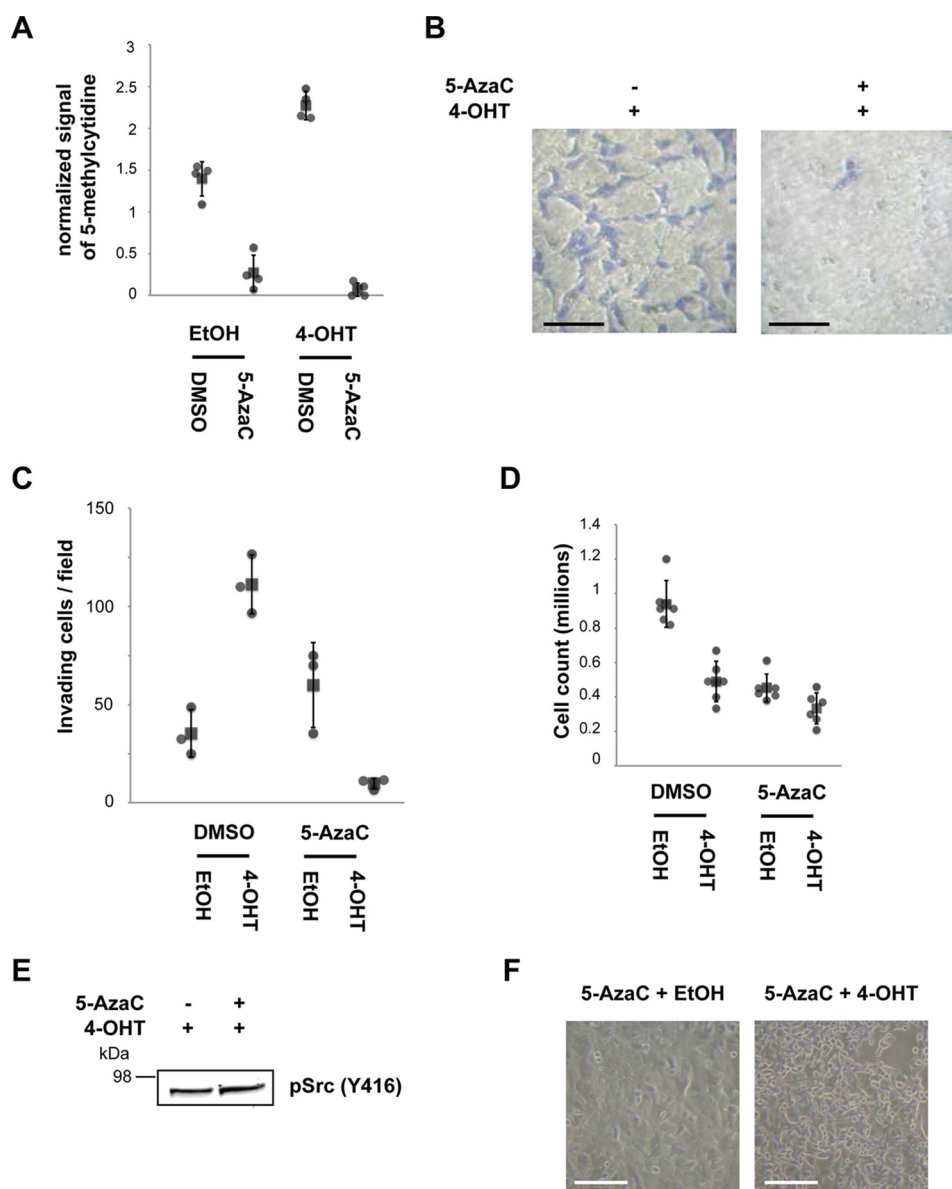 A
normalized signal
of 5-methylcytidine
3
2.5
2
1.5
1
0.5
0
EtOH
4-OHT
DMSO
5-AzaC
DMSO
5-AzaC
B
5-AzaC - +
4-OHT + +
C
Invading cells / field
150
100
50
0
DMSO
5-AzaC
EtOH
4-OHT
EtOH
4-OHT
D
Cell count (millions)
1.4
1.2
1
0.8
0.6
0.4
0.2
0
DMSO
5-AzaC
EtOH
4-OHT
EtOH
4-OHT
E
5-AzaC - +
4-OHT + +
kDa
98
pSrc (Y416)
F
5-AzaC + EtOH
5-AzaC + 4-OHT